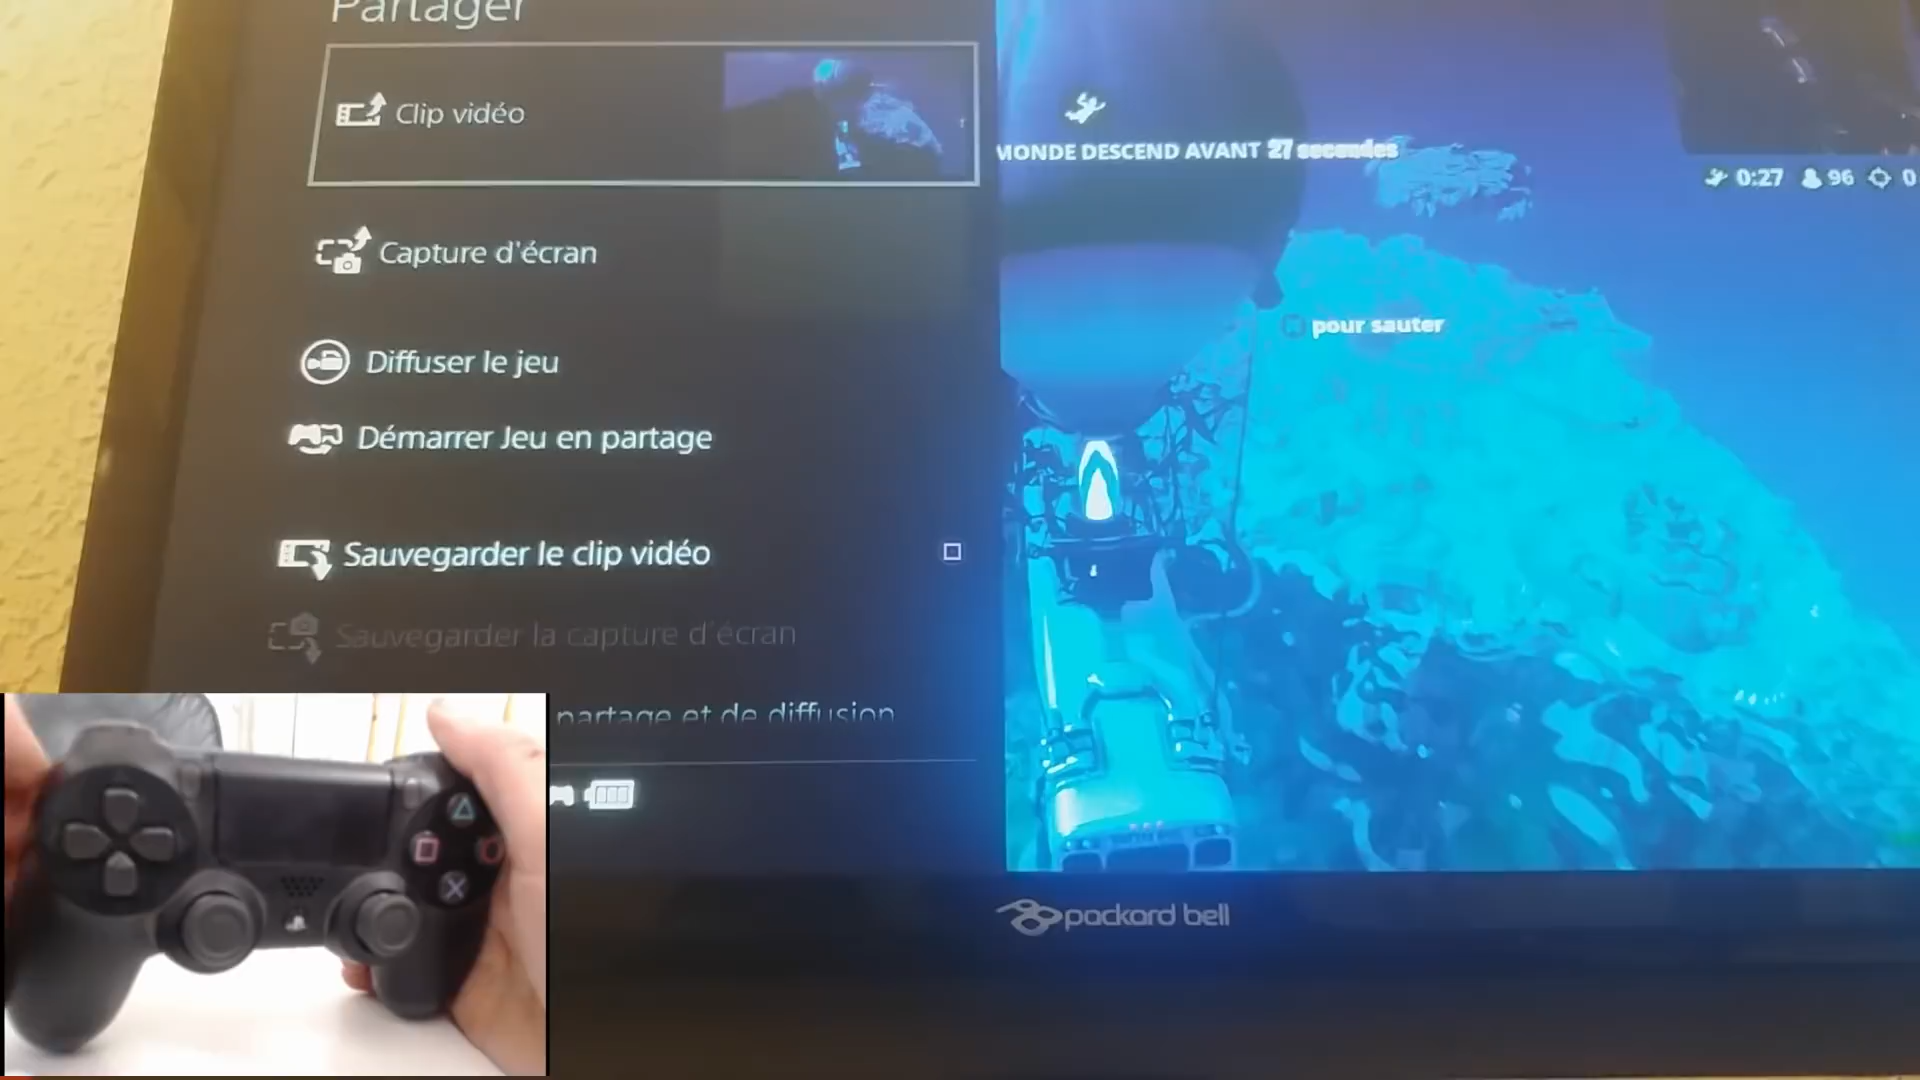 Partager
Clip vidéo
Capture d'écran
Diffuser le jeu
Démarrer Jeu en partage
Sauvegarder le clip vidéo
Sauvegarder la capture d'écran
partage et de diffusion
MONDE DESCEND AVANT 27 secondes
0:27 96 0
pour sauter
packard bell